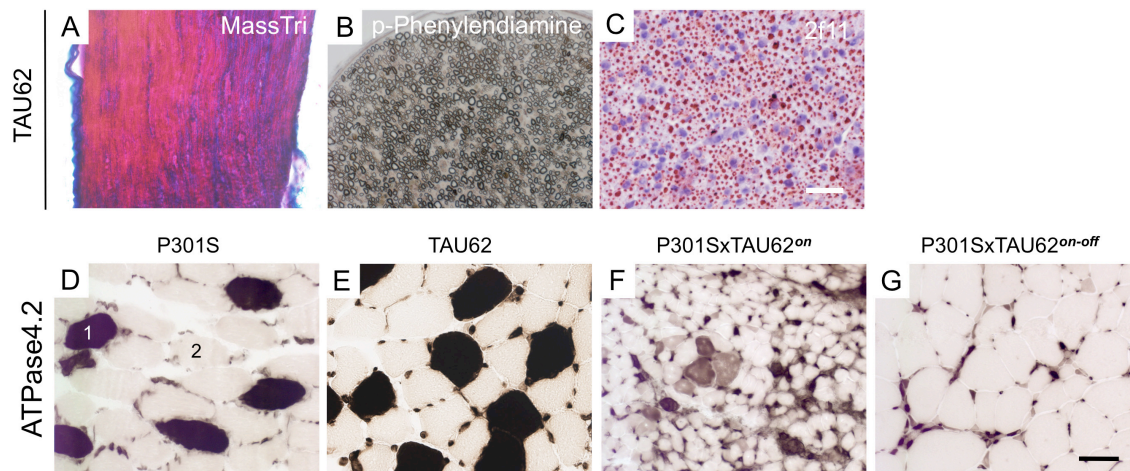 A
MassTri
B
p-Phenylendiamine
C
2f11
TAU62
P301S
TAU62
P301SxTAU62on
P301SxTAU62on-off
D
1
2
E
F
G
ATPase4.2